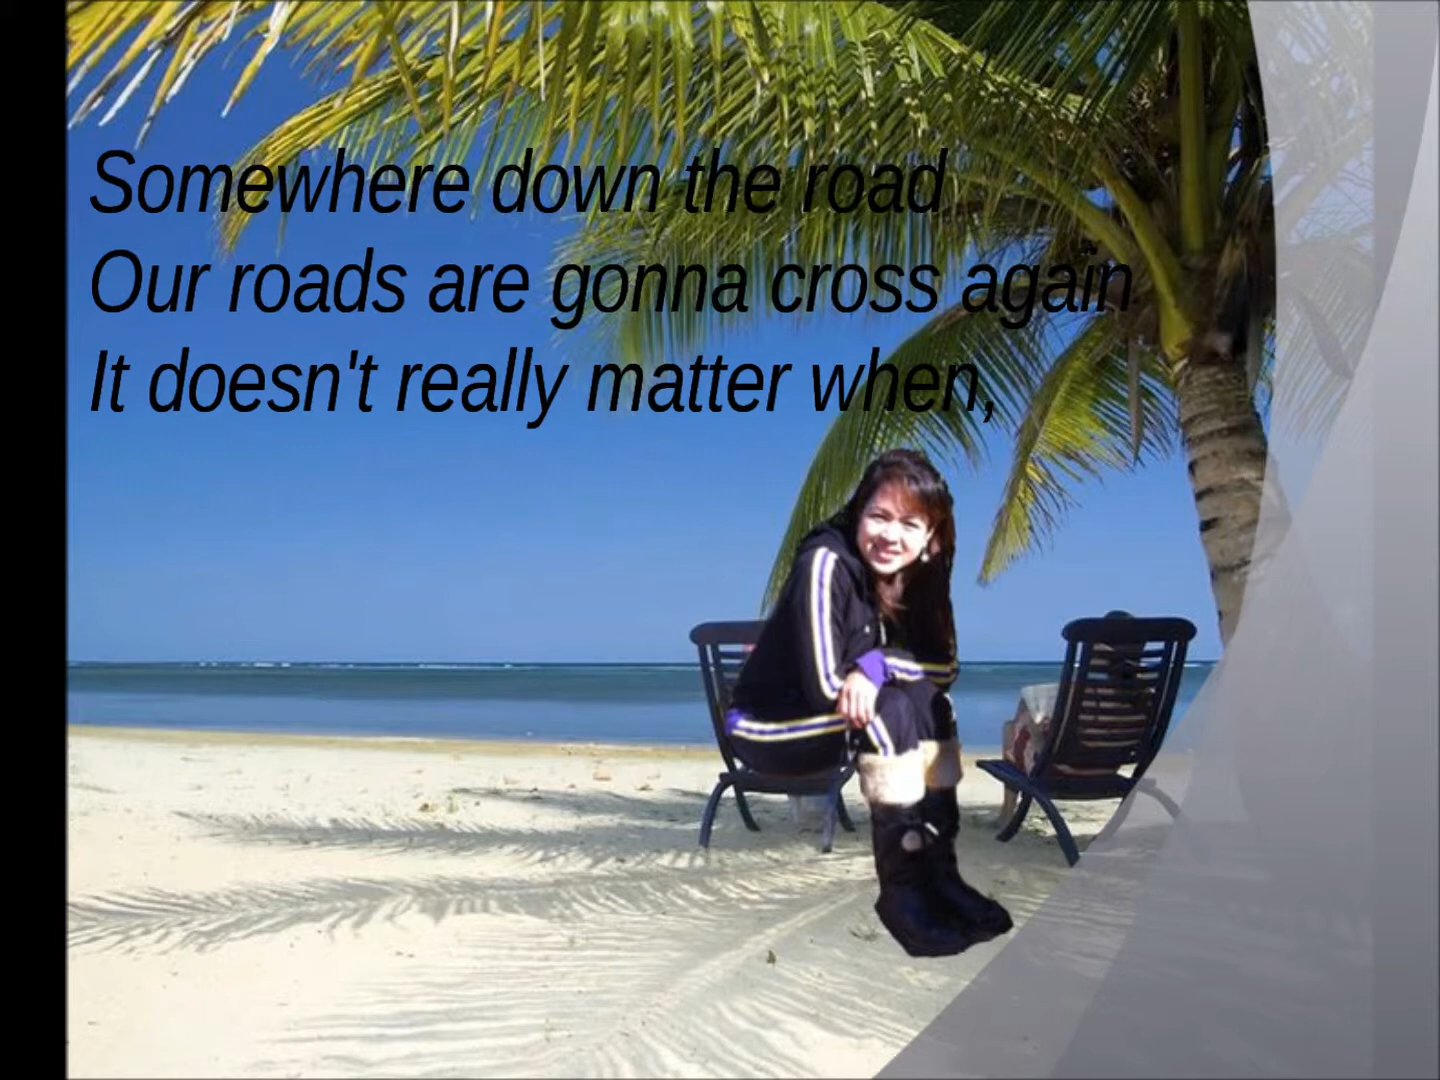 Somewhere down the road
Our roads are gonna cross again
It doesn't really matter when,